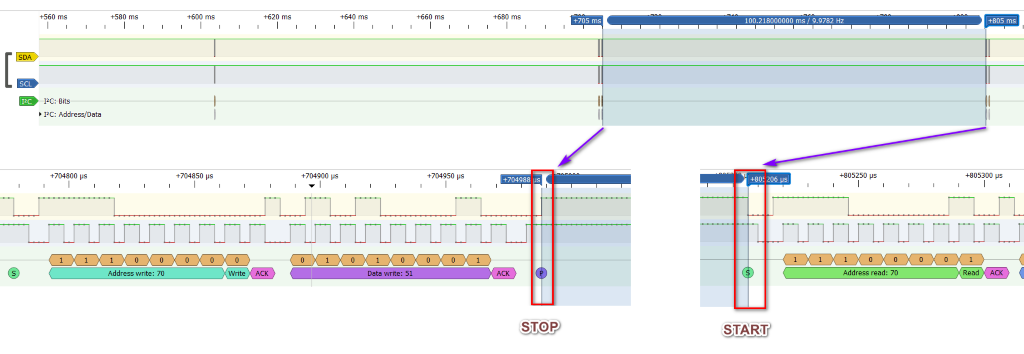 +560 ms +580 ms +600 ms +620 ms +640 ms +660 ms +680 ms +705 ms 100.218000000 ms / 9.9782 Hz +805 ms
SDA
SCL
I²C I²C: Bits
I²C: Address/Data
+704800 µs +704850 µs +704900 µs +704950 µs +704988 µs +805206 µs +805250 µs +805300 µs
1 1 1 0 0 0 0 0 0 1 0 1 0 0 0 1 1 1 1 0 0 0 0 1
S Address write: 70 Write ACK Data write: 51 ACK P S Address read: 70 Read ACK
STOP START